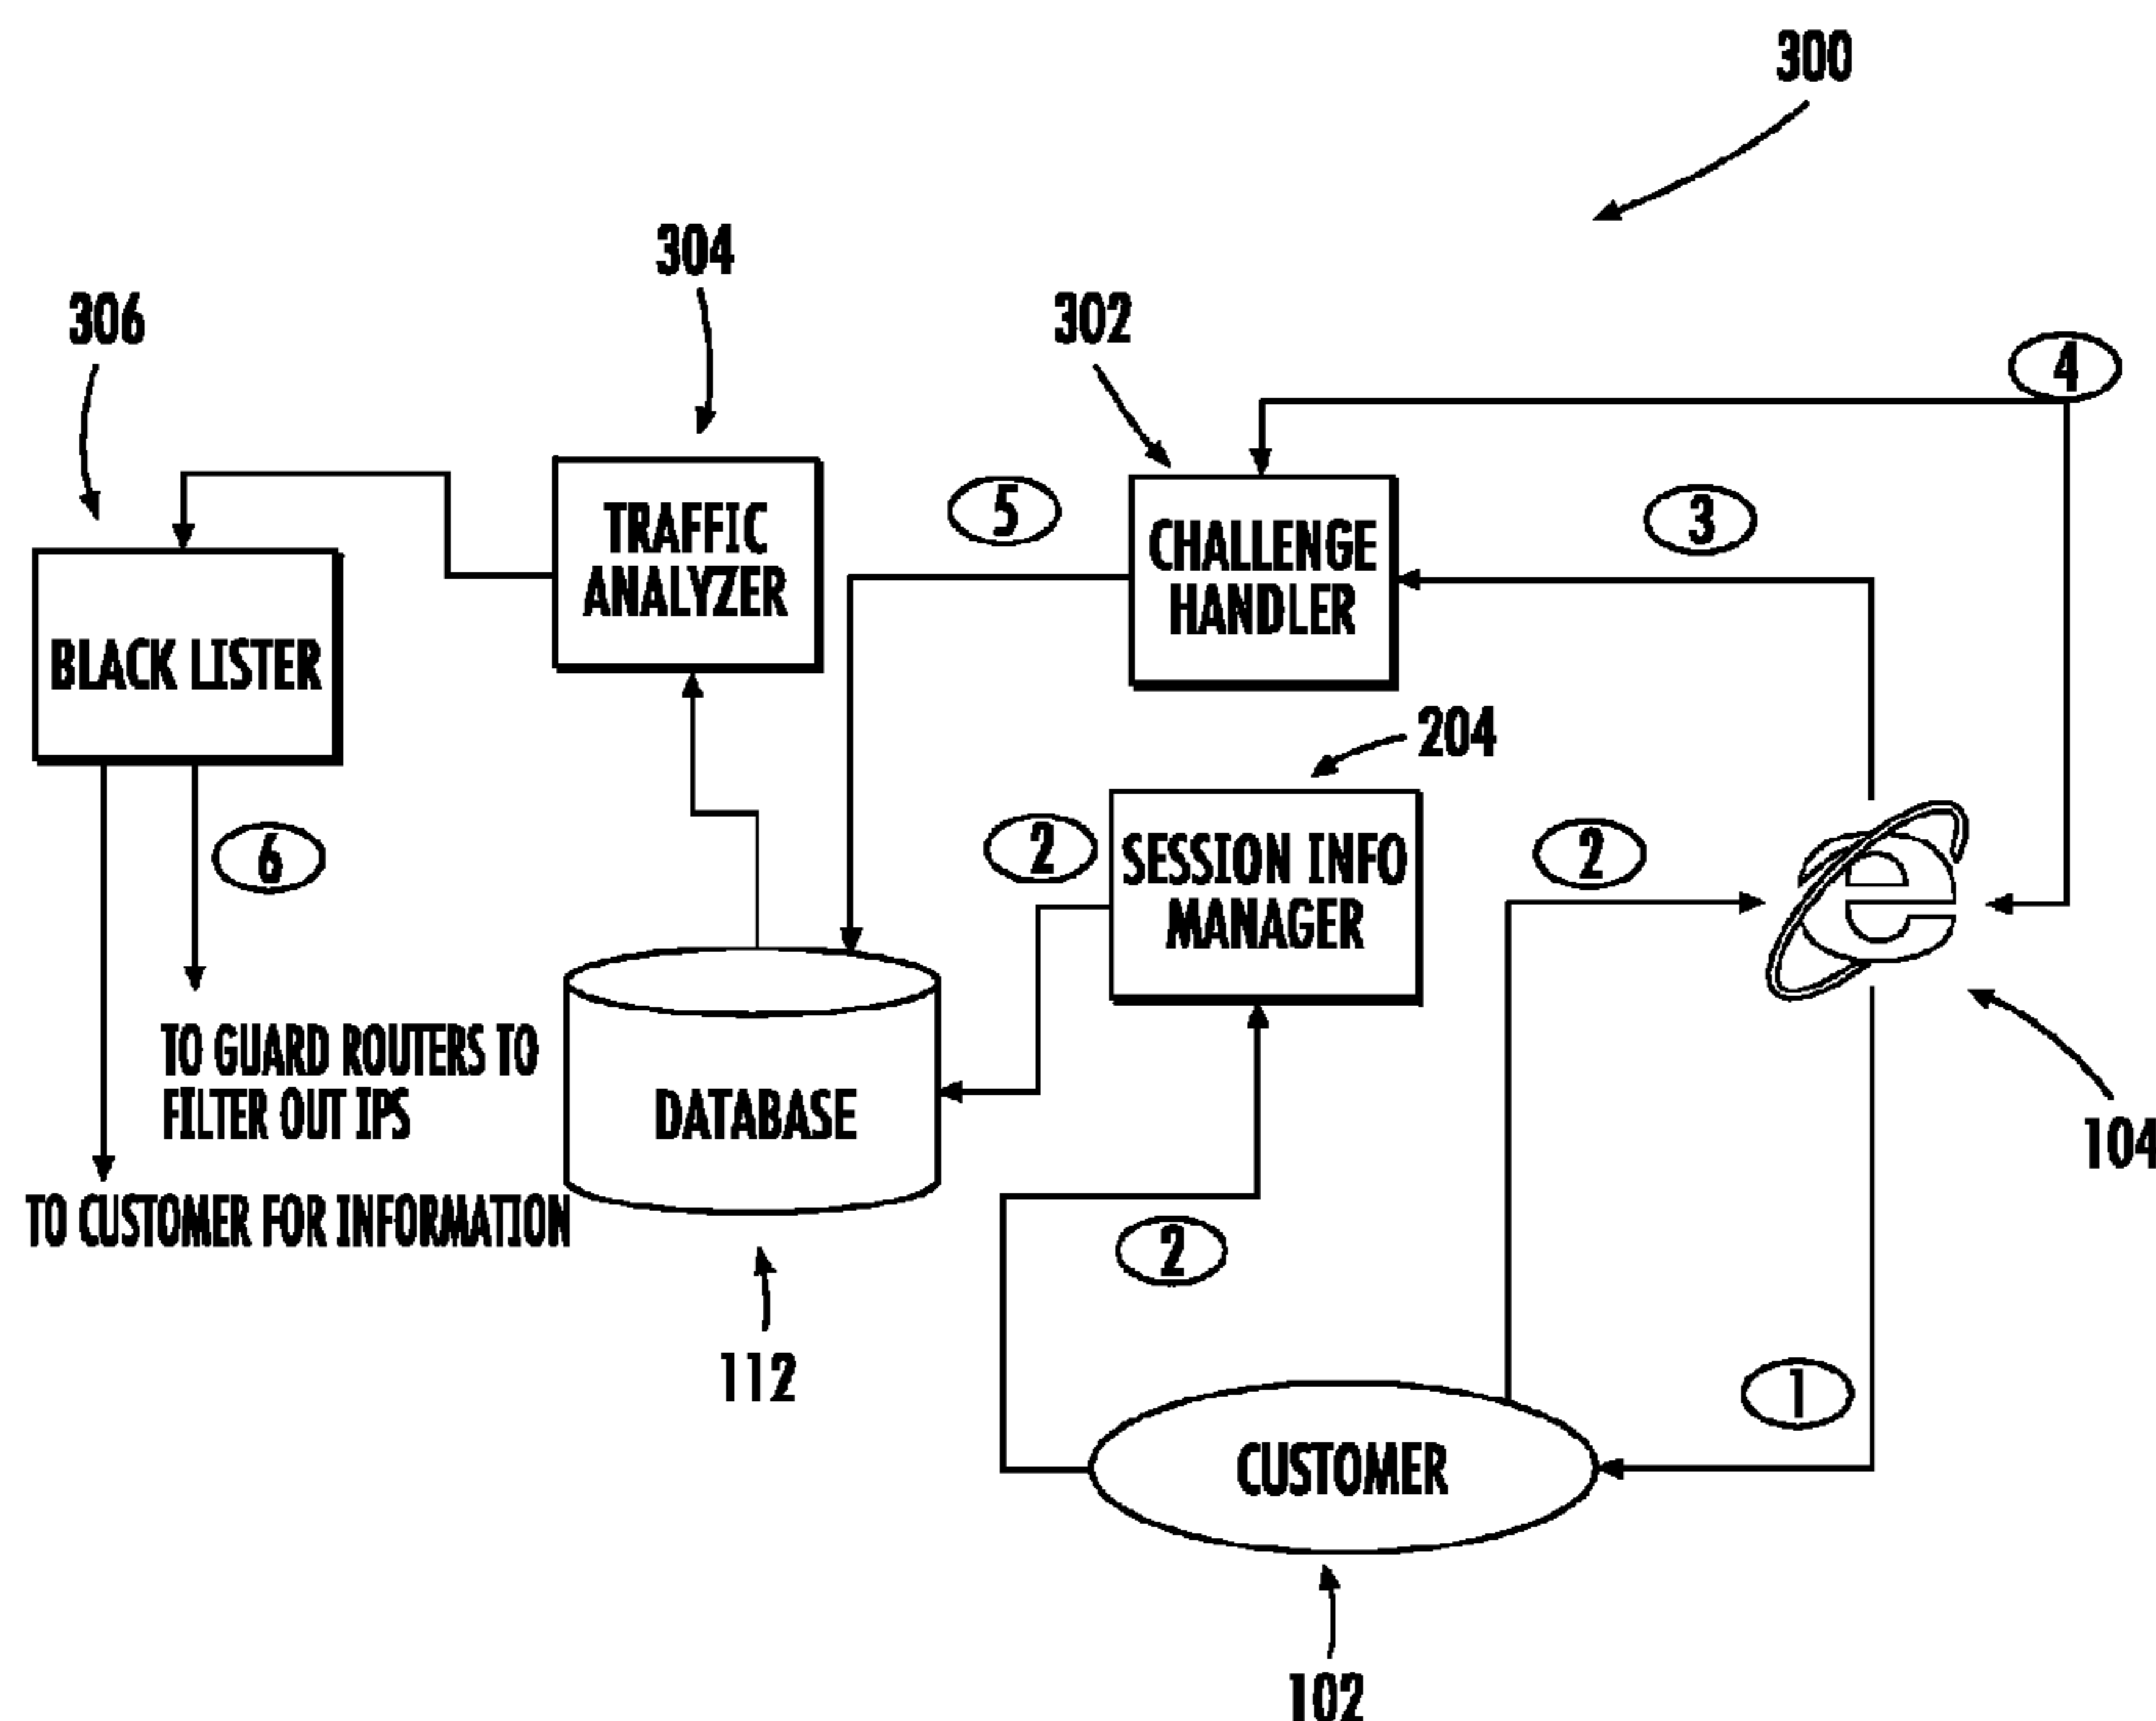 300
304
306
302
4
TRAFFIC
ANALYZER
5
CHALLENGE
HANDLER
3
BLACK LISTER
204
6
2
SESSION INFO
MANAGER
2
TO GUARD ROUTERS TO
FILTER OUT IPS
DATABASE
104
TO CUSTOMER FOR INFORMATION
2
112
1
CUSTOMER
102